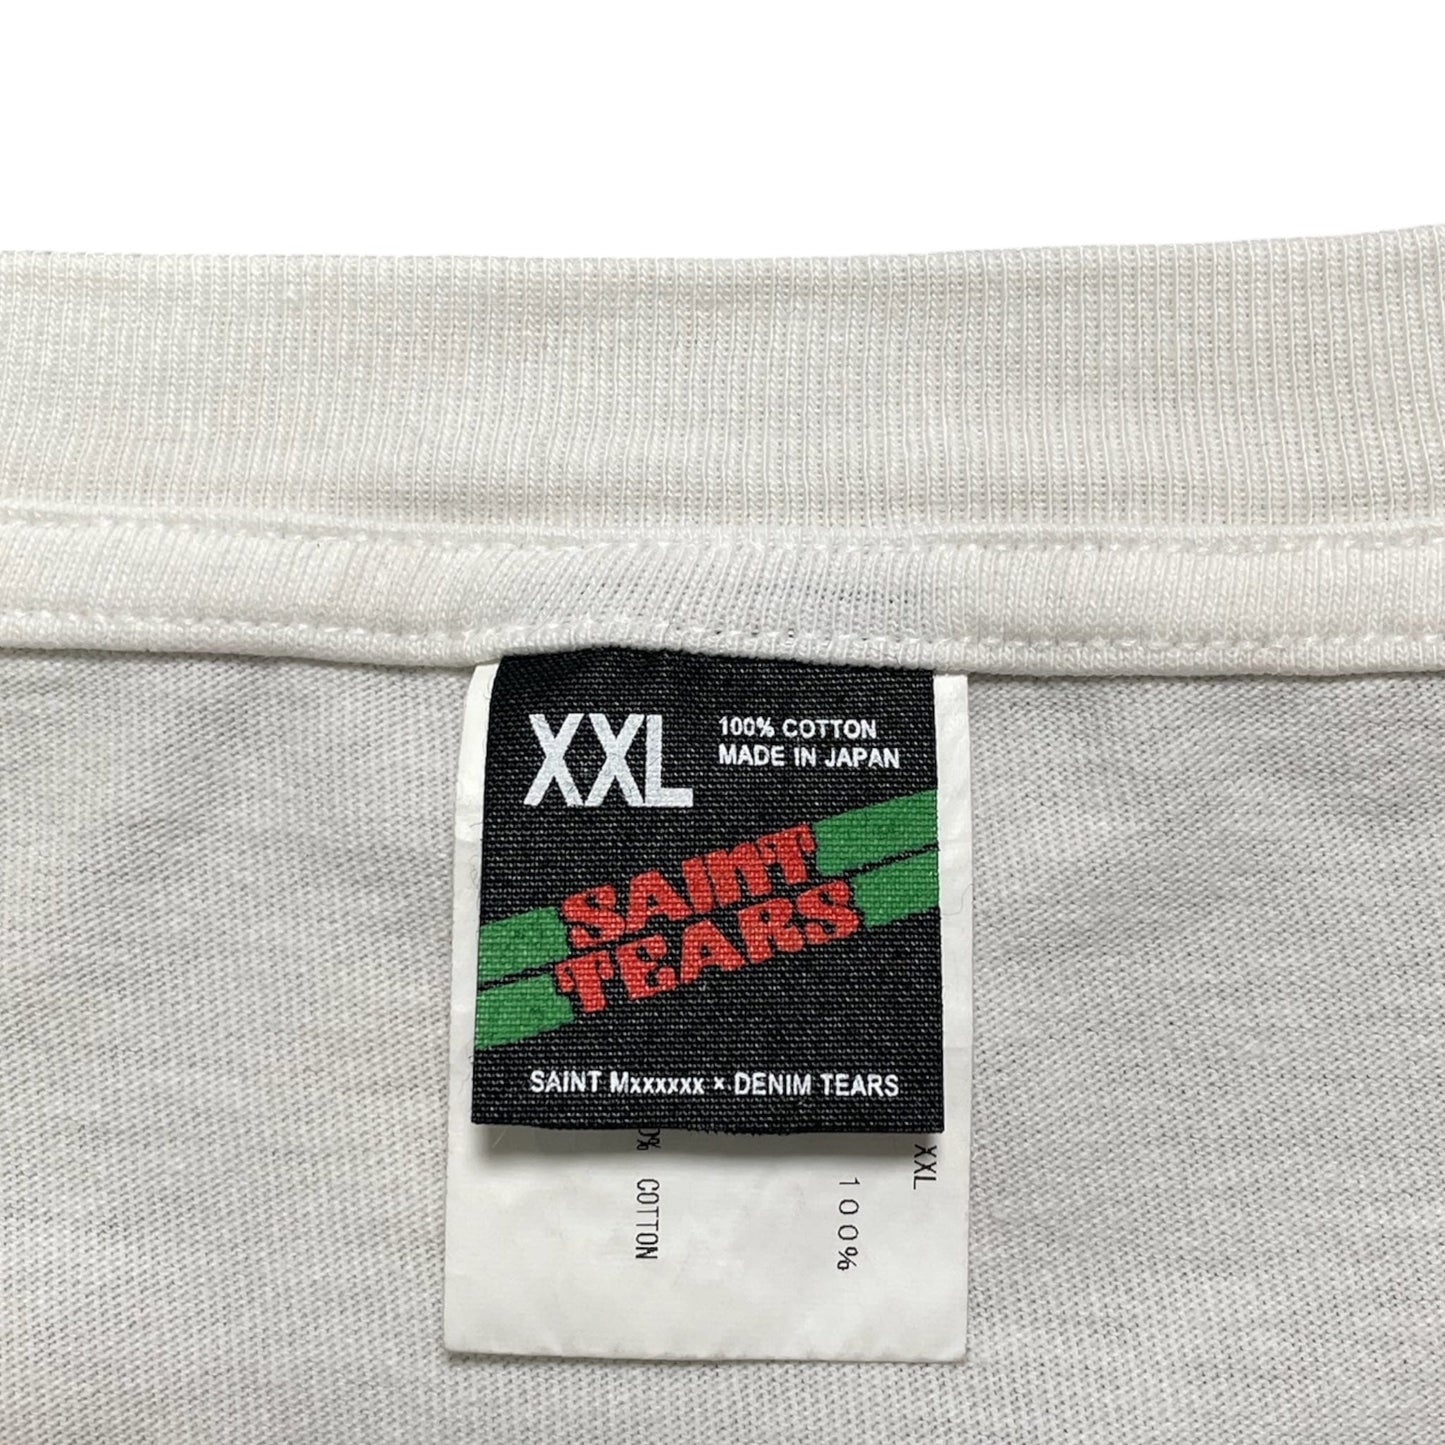 XXL
100% COTTON
MADE IN JAPAN
SAINT
TEARS
SAINT Mxxxxxx × DENIM TEARS
XXL
100%
COTTON